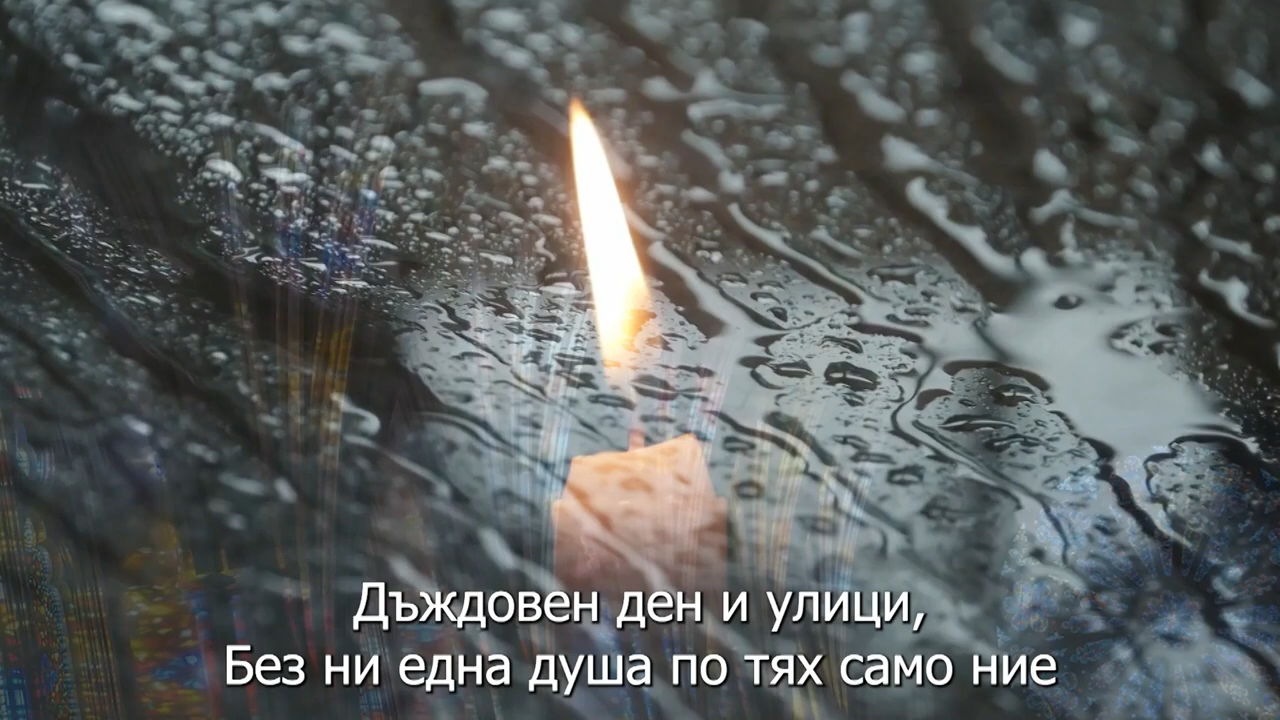 Дъждовен ден и улици,
Без ни една душа по тях само ние